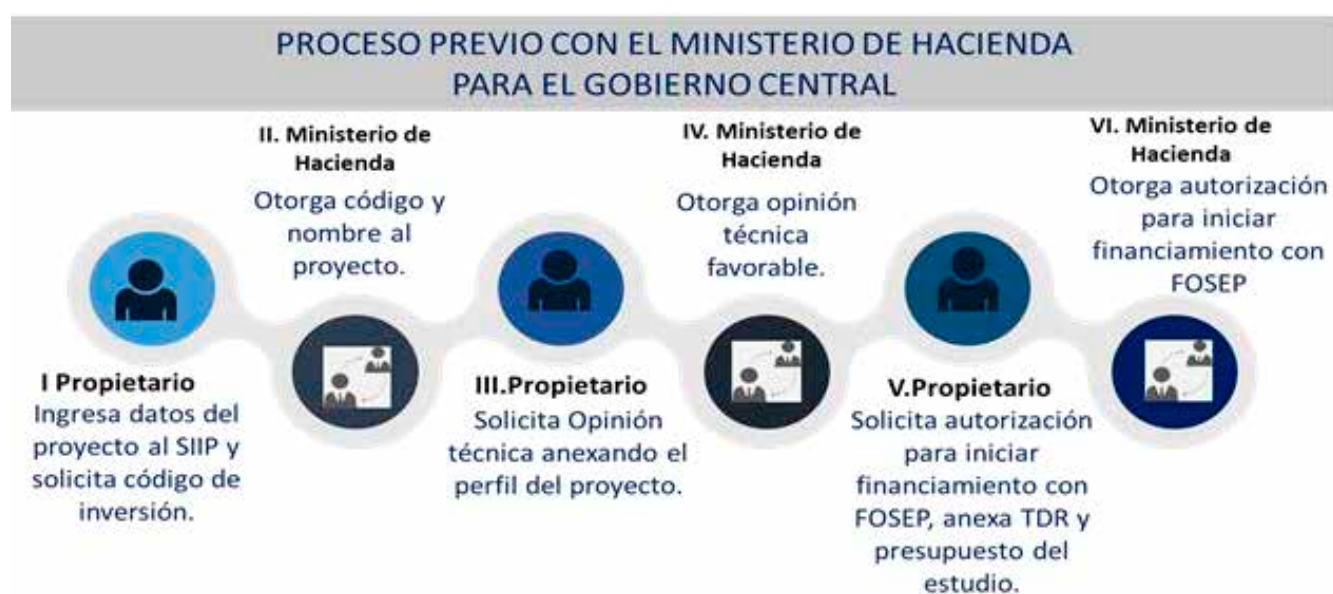 PROCESO PREVIO CON EL MINISTERIO DE HACIENDA
PARA EL GOBIERNO CENTRAL
I Propietario
Ingresa datos del
proyecto al SIIP y
solicita código de
inversión.
II. Ministerio de
Hacienda
Otorga código y
nombre al
proyecto.
III.Propietario
Solicita Opinión
técnica anexando el
perfil del proyecto.
IV. Ministerio de
Hacienda
Otorga opinión
técnica
favorable.
V.Propietario
Solicita autorización
para iniciar
financiamiento con
FOSEP, anexa TDR y
presupuesto del
estudio.
VI. Ministerio de
Hacienda
Otorga autorización
para iniciar
financiamiento con
FOSEP